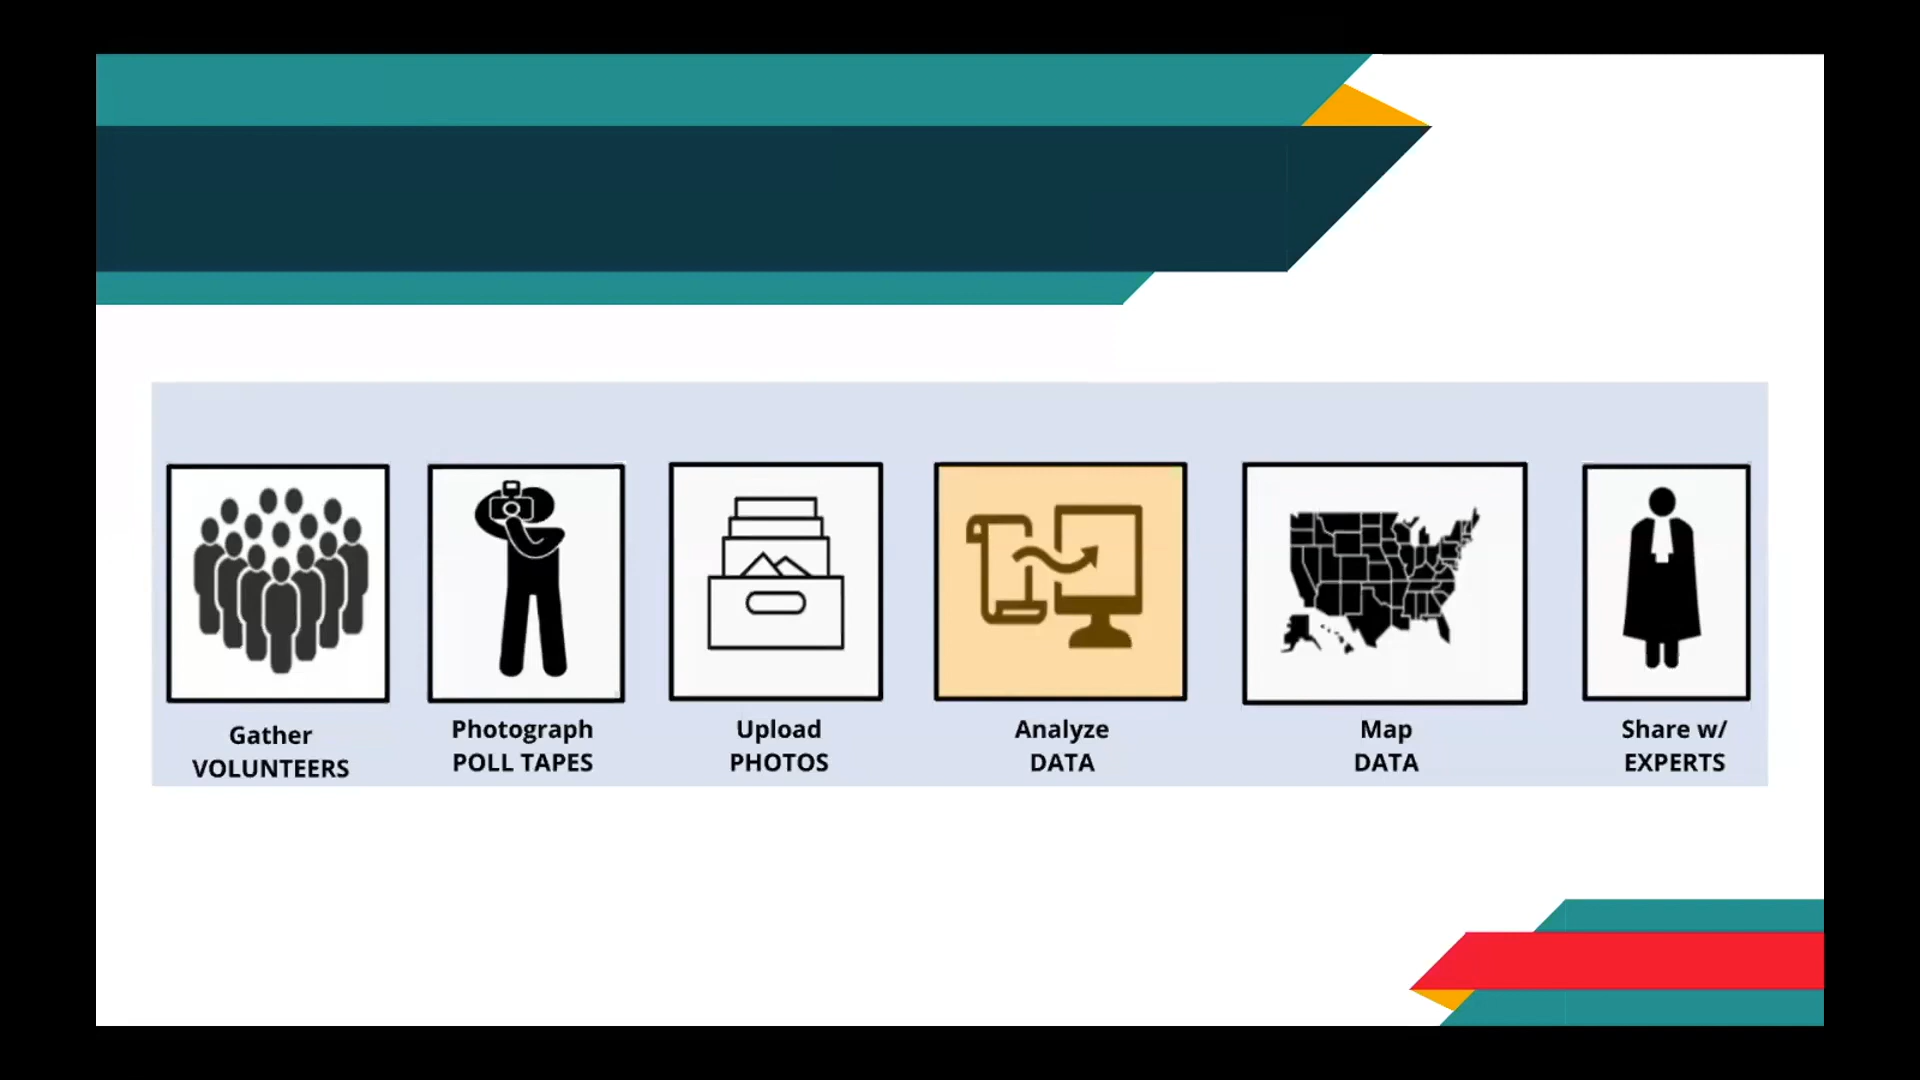 Gather
VOLUNTEERS
Photograph
POLL TAPES
Upload
PHOTOS
Analyze
DATA
Map
DATA
Share w/
EXPERTS